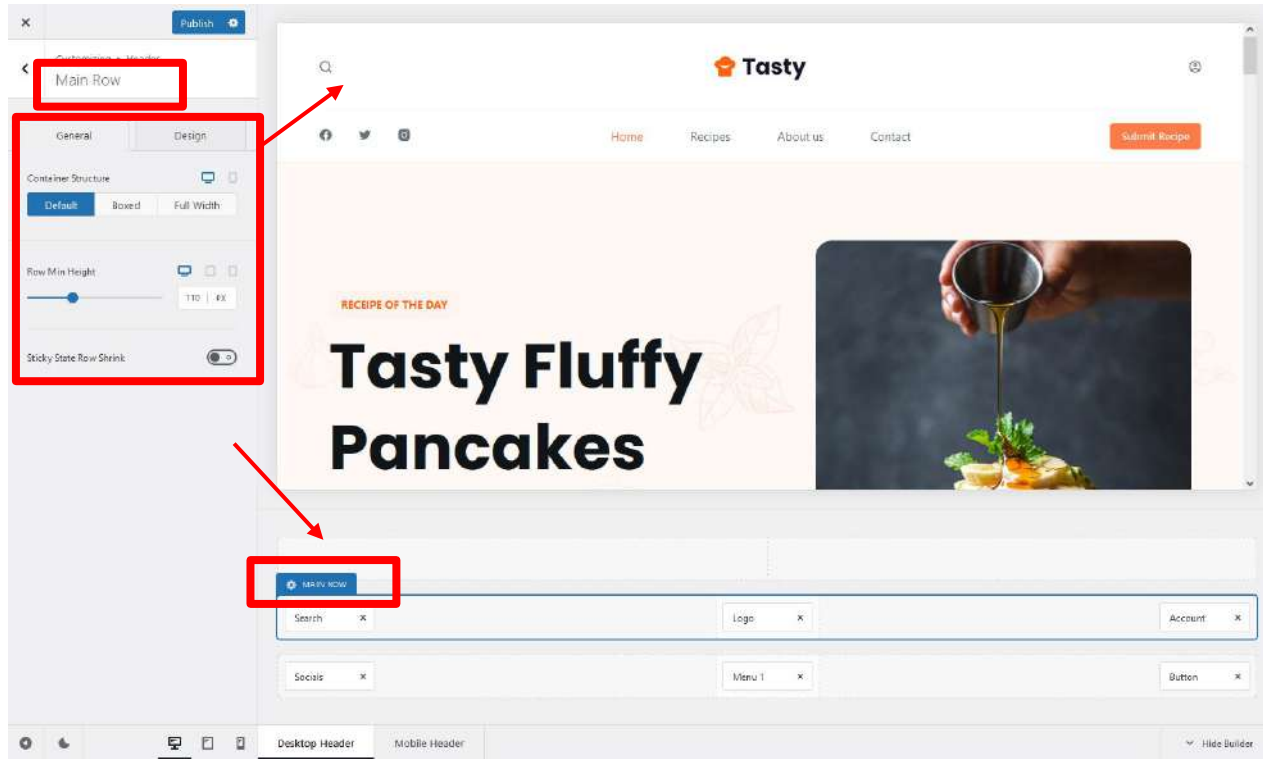 Publish
Customizing ▸ Header
Main Row
General Design
Container Structure
Default Boxed Full Width
Row Min Height
110 | PX
Sticky State Row Shrink
Tasty
Home Recipes About us Contact Submit Recipe
RECEIPE OF THE DAY
Tasty Fluffy
Pancakes
MAIN ROW
Search Logo Account
Socials Menu 1 Button
Desktop Header Mobile Header Hide Builder